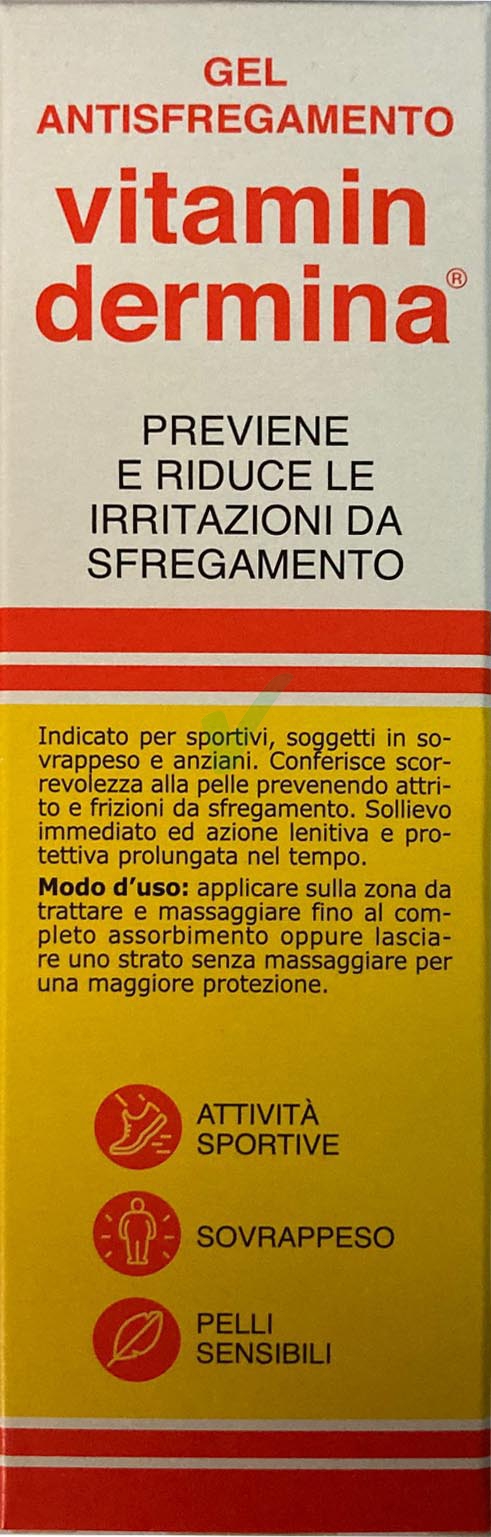 GEL
ANTISFREGAMENTO
vitamin
dermina®
PREVIENE
E RIDUCE LE
IRRITAZIONI DA
SFREGAMENTO
Indicato per sportivi, soggetti in so-
vrappeso e anziani. Conferisce scor-
revolezza alla pelle prevenendo attri-
to e frizioni da sfregamento. Sollievo
immediato ed azione lenitiva e pro-
tettiva prolungata nel tempo.
Modo d'uso: applicare sulla zona da
trattare e massaggiare fino al com-
pleto assorbimento oppure lascia-
re uno strato senza massaggiare per
una maggiore protezione.
ATTIVITÀ
SPORTIVE
SOVRAPPESO
PELLI
SENSIBILI